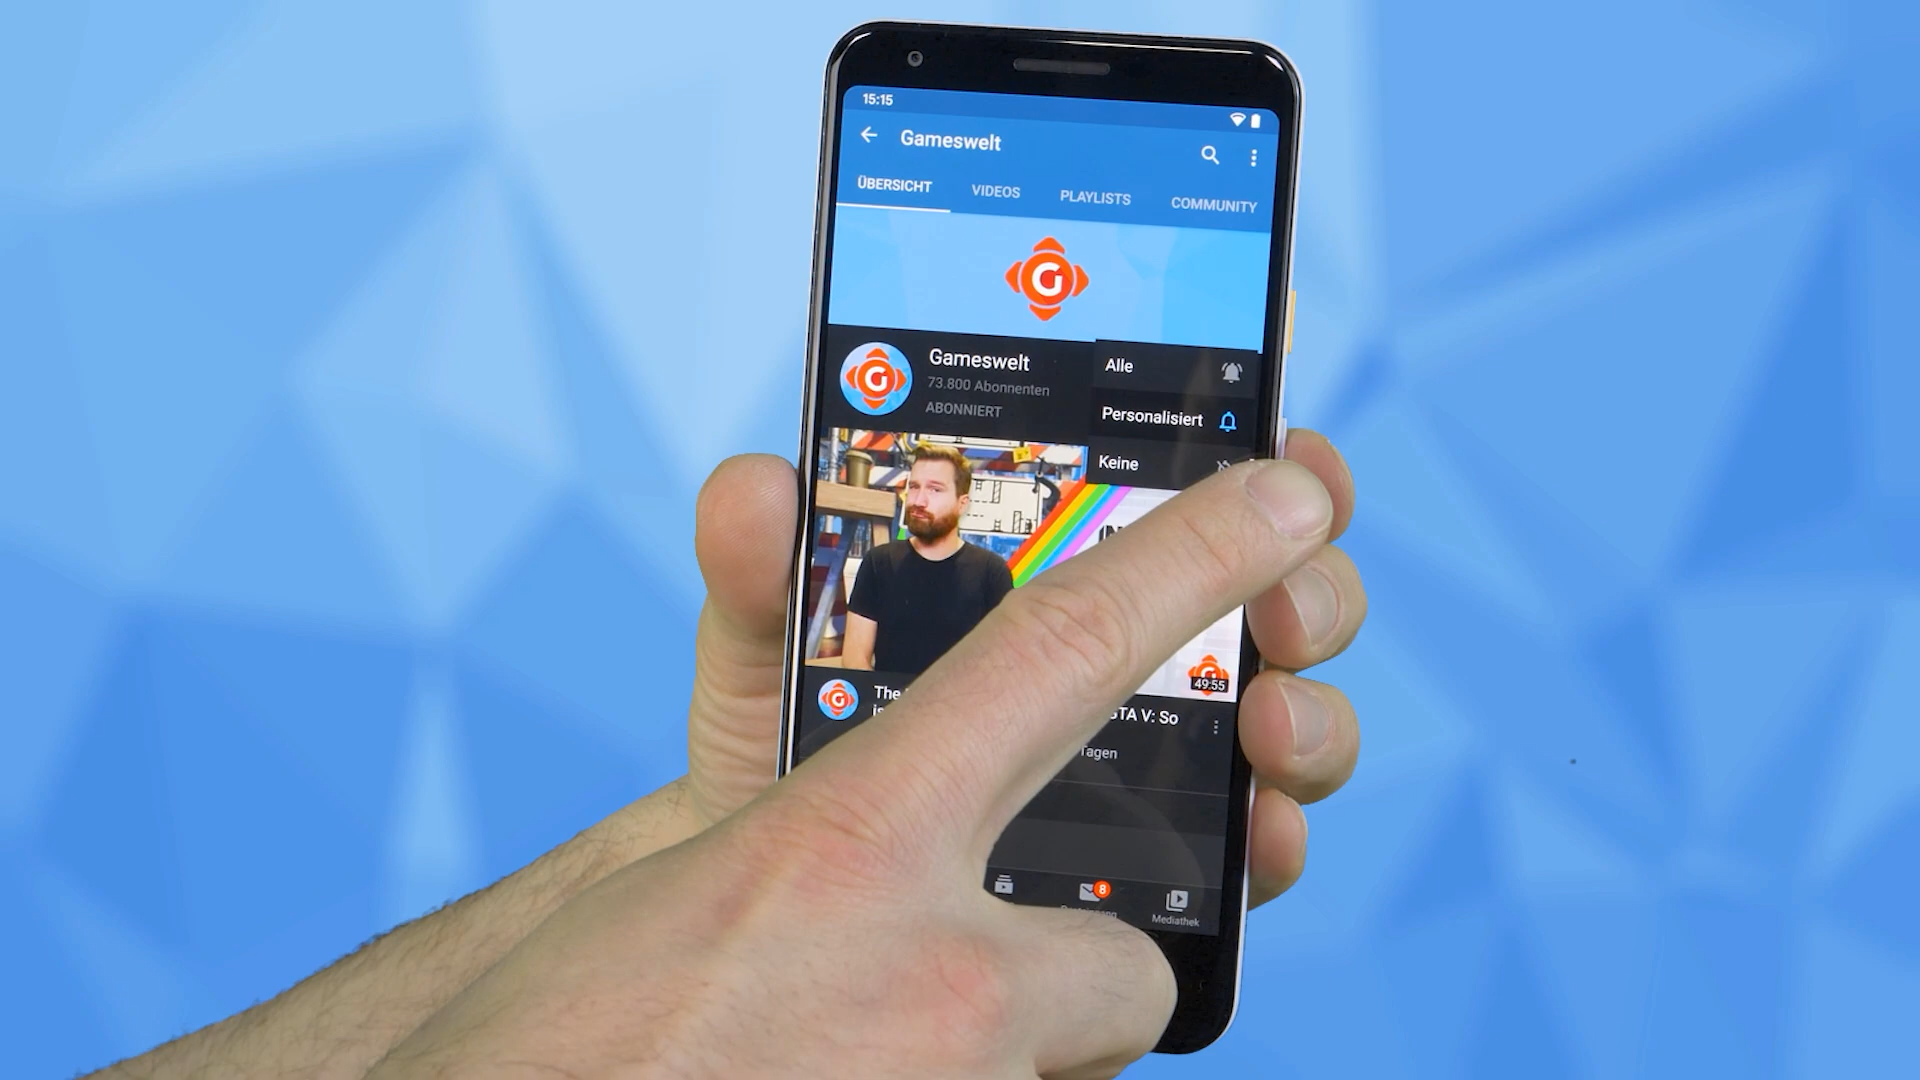 15:15
Gameswelt
ÜBERSICHT VIDEOS PLAYLISTS COMMUNITY
G
Gameswelt
73.800 Abonnenten
ABONNIERT
G
Alle
Personalisiert
Keine
49:55
G
The
GTA V: So
Tagen
8
Mediathek